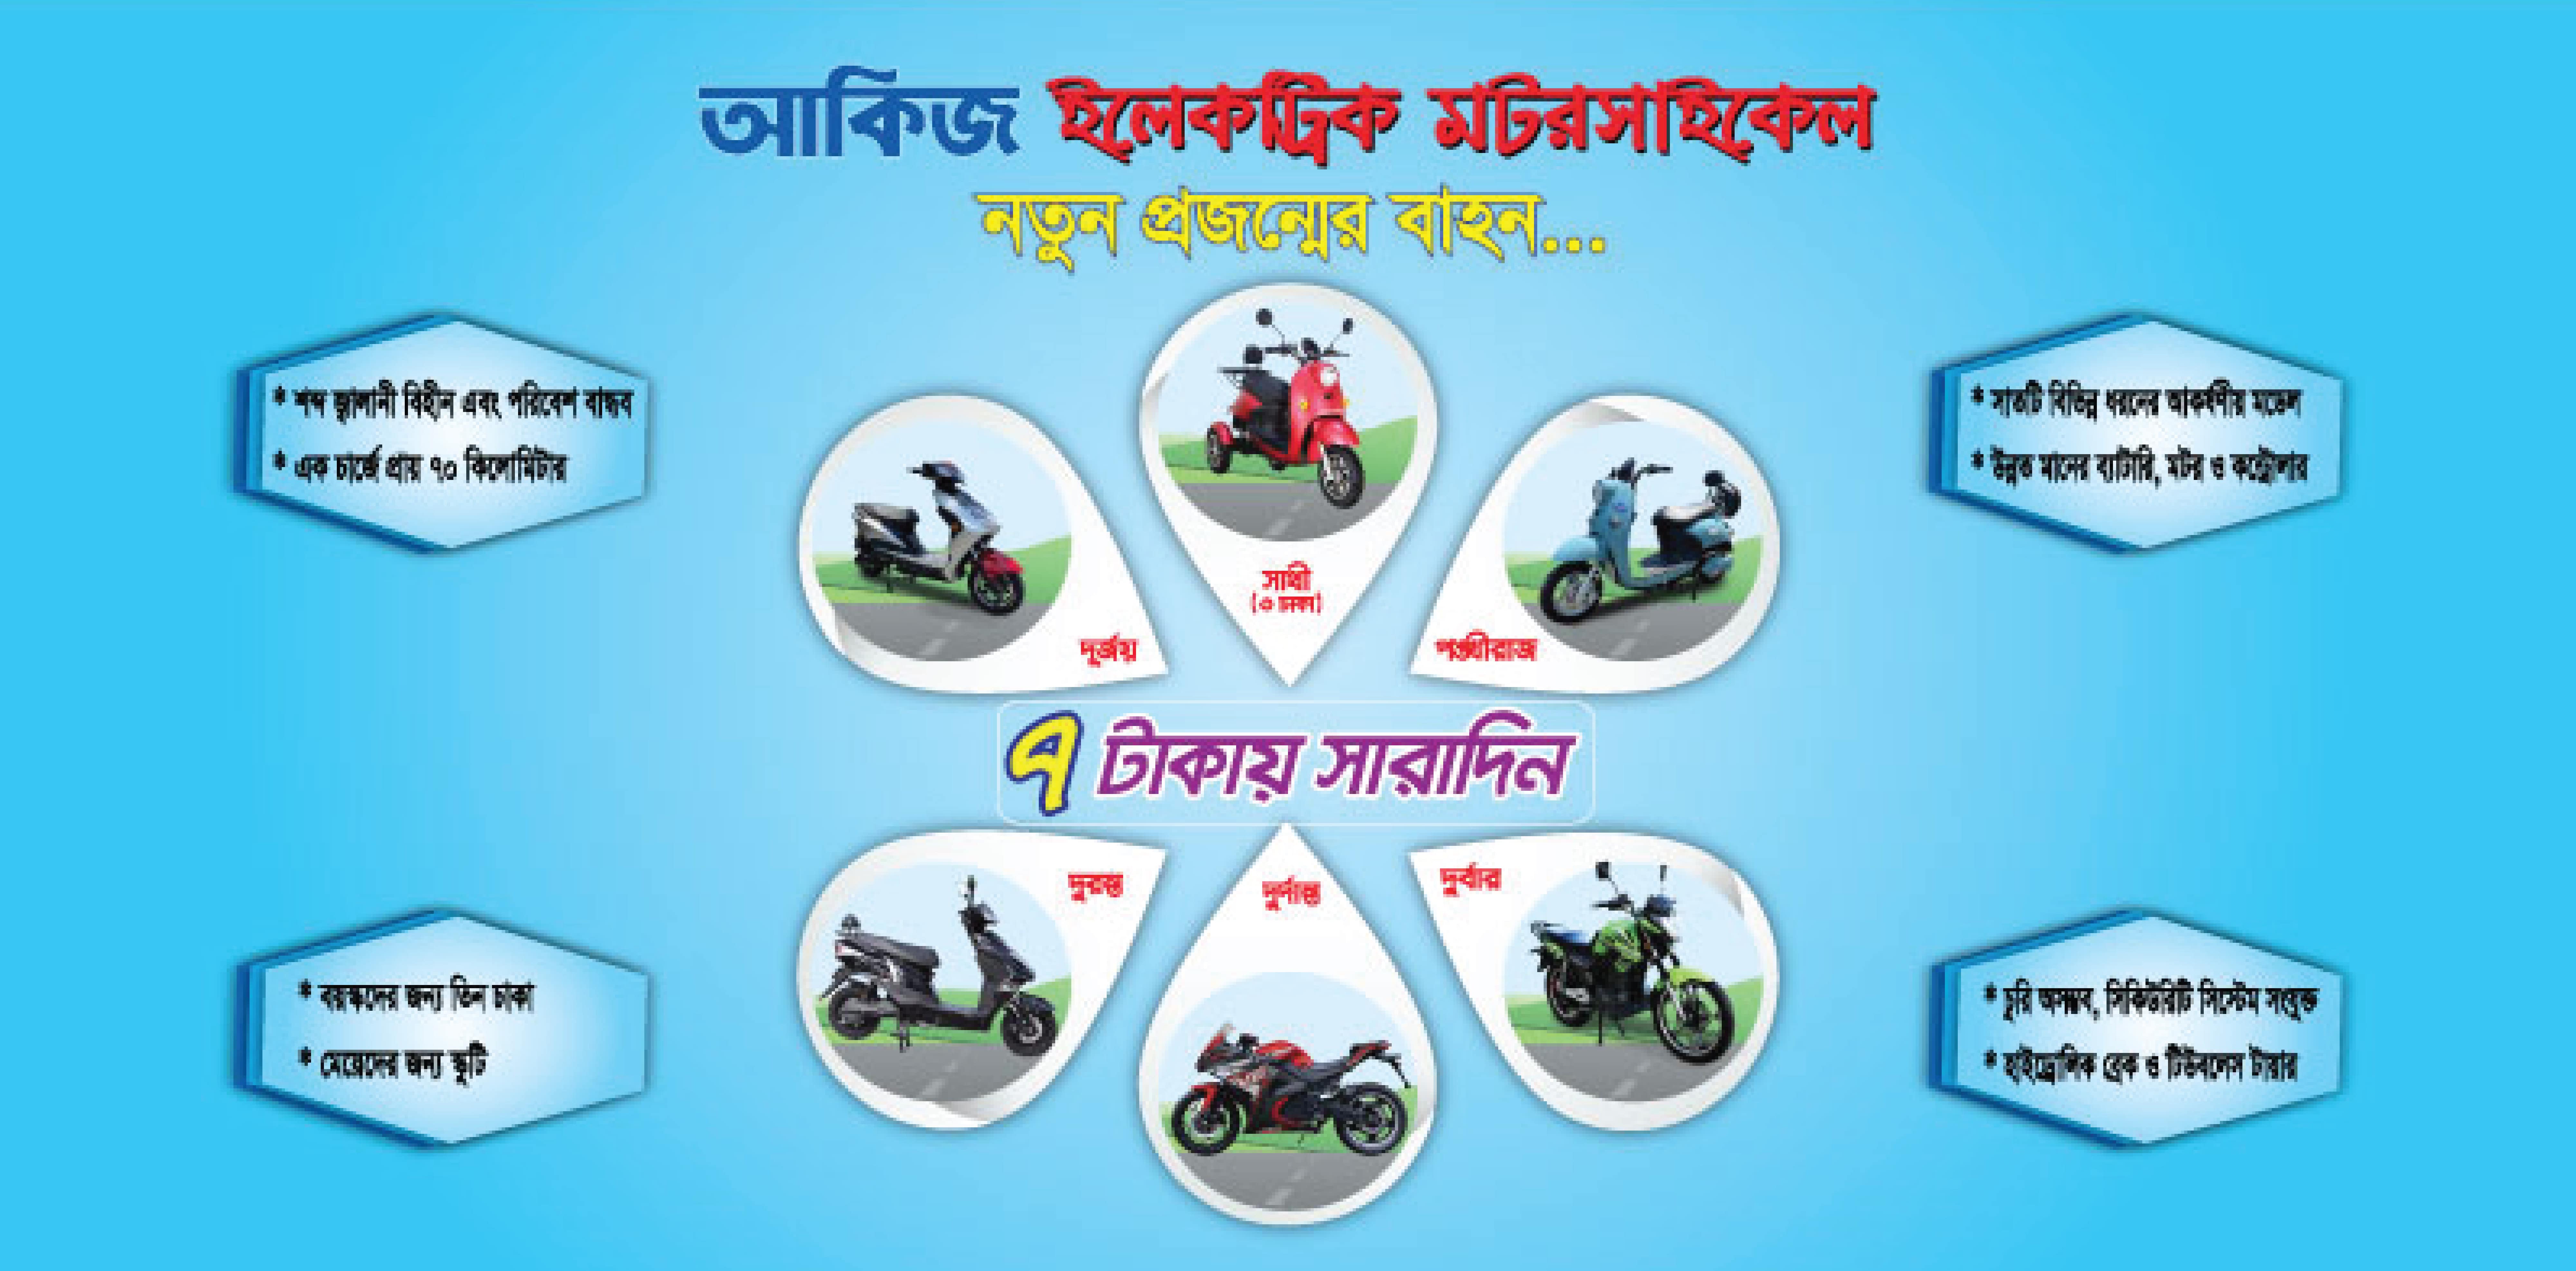 আকিজ ইলেকট্রিক মটরসাইকেল
নতুন প্রজন্মের বাহন...
* শব্দ জ্বালানী বিহীন এবং পরিবেশ বান্ধব
* এক চার্জে প্রায় ৭০ কিলোমিটার
* সাতটি বিভিন্ন ধরনের আকর্ষণীয় মডেল
* উন্নত মানের ব্যাটারি, মটর ও কন্ট্রোলার
সাথী
(৩ চাকা)
দূর্জয়
পঙ্খীরাজ
৭ টাকায় সারাদিন
দুরন্ত
দুর্দান্ত
দুর্বার
* বয়স্কদের জন্য তিন চাকা
* মেয়েদের জন্য স্কুটি
* চুরি অসম্ভব, সিকিউরিটি সিস্টেম সংযুক্ত
* হাইড্রোলিক ব্রেক ও টিউবলেস টায়ার